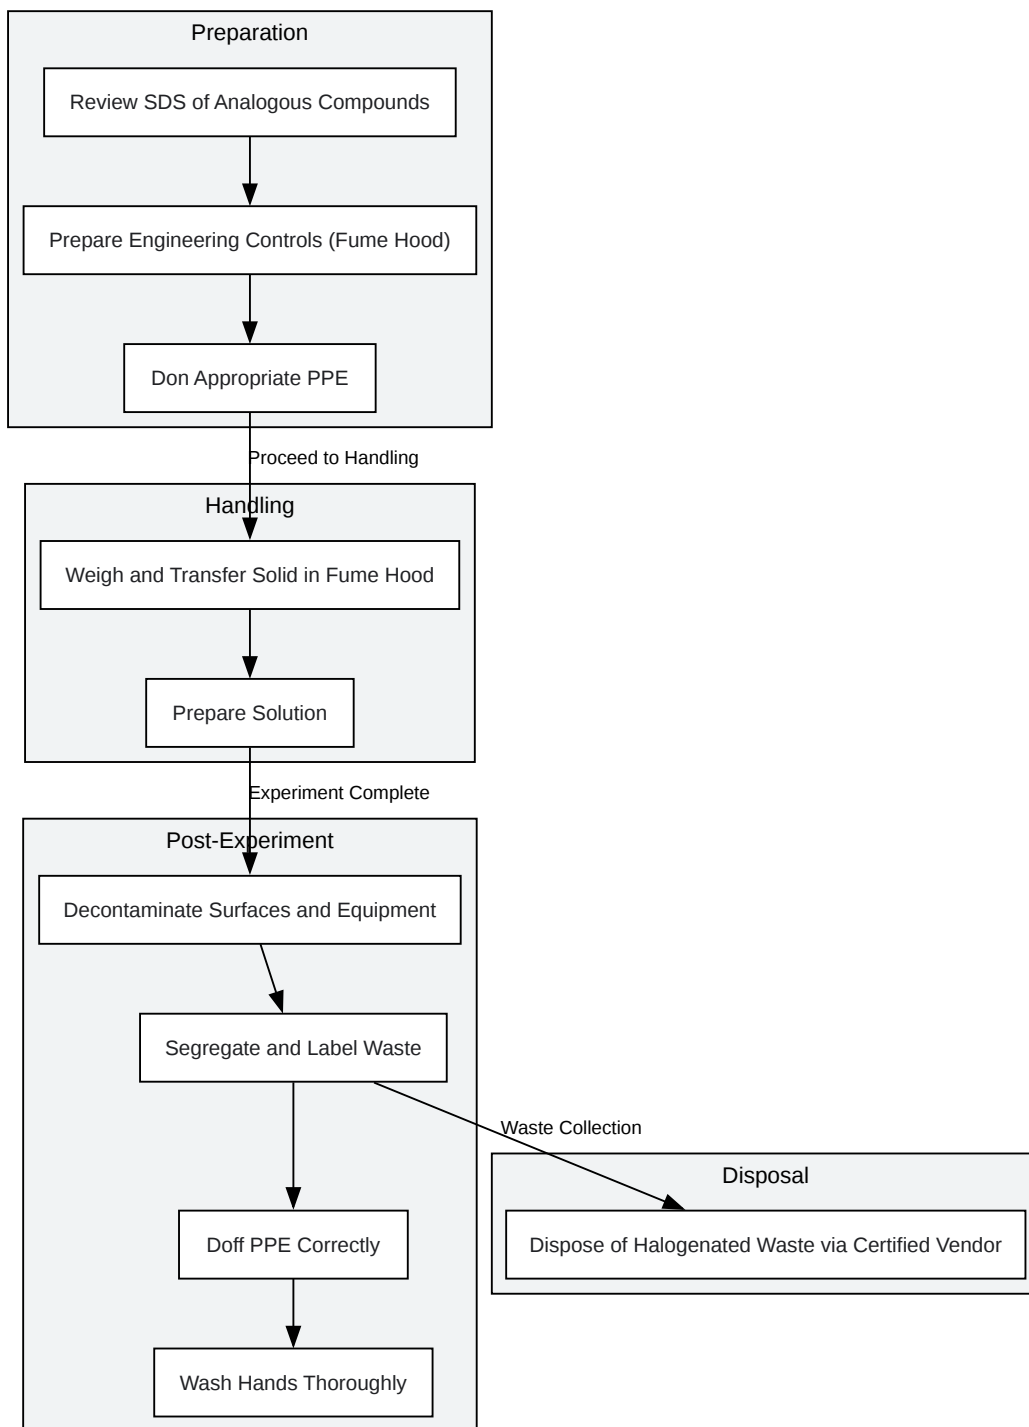 Preparation
Review SDS of Analogous Compounds
Prepare Engineering Controls (Fume Hood)
Don Appropriate PPE
Proceed to Handling
Handling
Weigh and Transfer Solid in Fume Hood
Prepare Solution
Experiment Complete
Post-Experiment
Decontaminate Surfaces and Equipment
Segregate and Label Waste
Waste Collection
Disposal
Dispose of Halogenated Waste via Certified Vendor
Doff PPE Correctly
Wash Hands Thoroughly